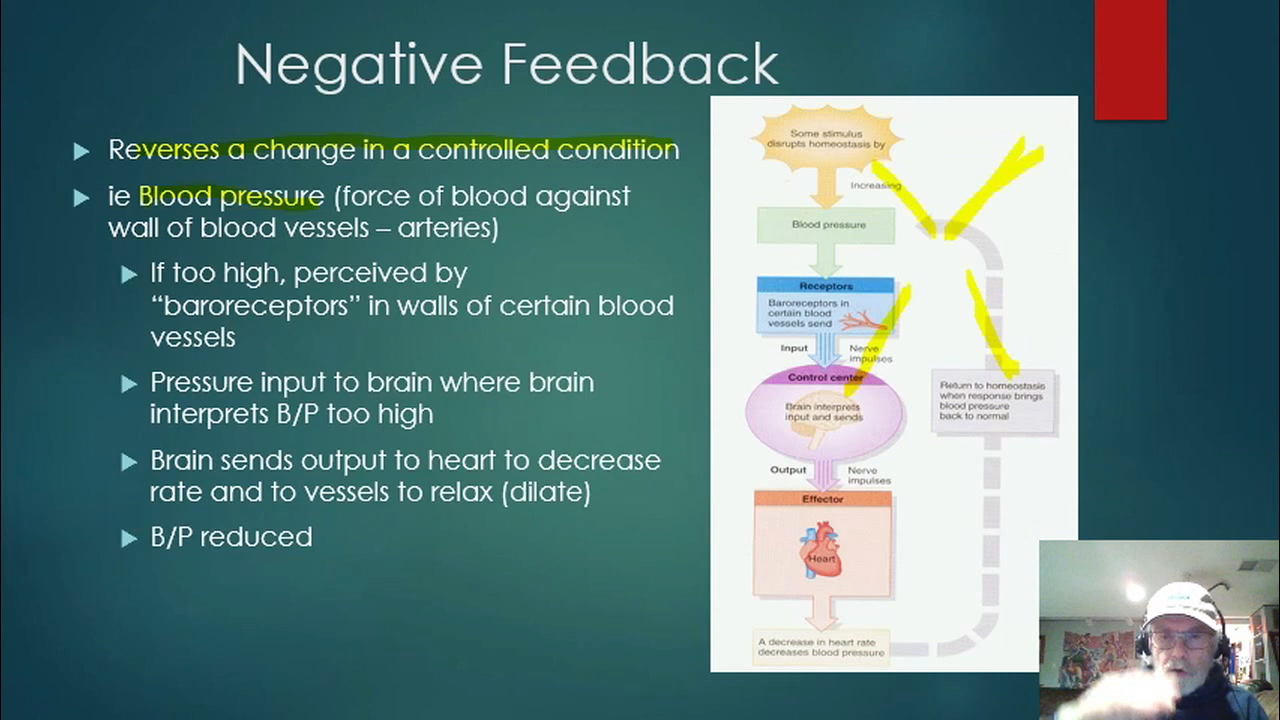 Negative Feedback
Reverses a change in a controlled condition
ie Blood pressure (force of blood against
wall of blood vessels – arteries)
If too high, perceived by
“baroreceptors” in walls of certain blood
vessels
Pressure input to brain where brain
interprets B/P too high
Brain sends output to heart to decrease
rate and to vessels to relax (dilate)
B/P reduced
Some stimulus
disrupts homeostasis by
Increasing
Blood pressure
Receptors
Baroreceptors in
certain blood
vessels send
Input
Nerve
impulses
Control center
Brain interprets
input and sends
Output
Nerve
impulses
Effector
Heart
A decrease in heart rate
decreases blood pressure
Return to homeostasis
when response brings
blood pressure
back to normal